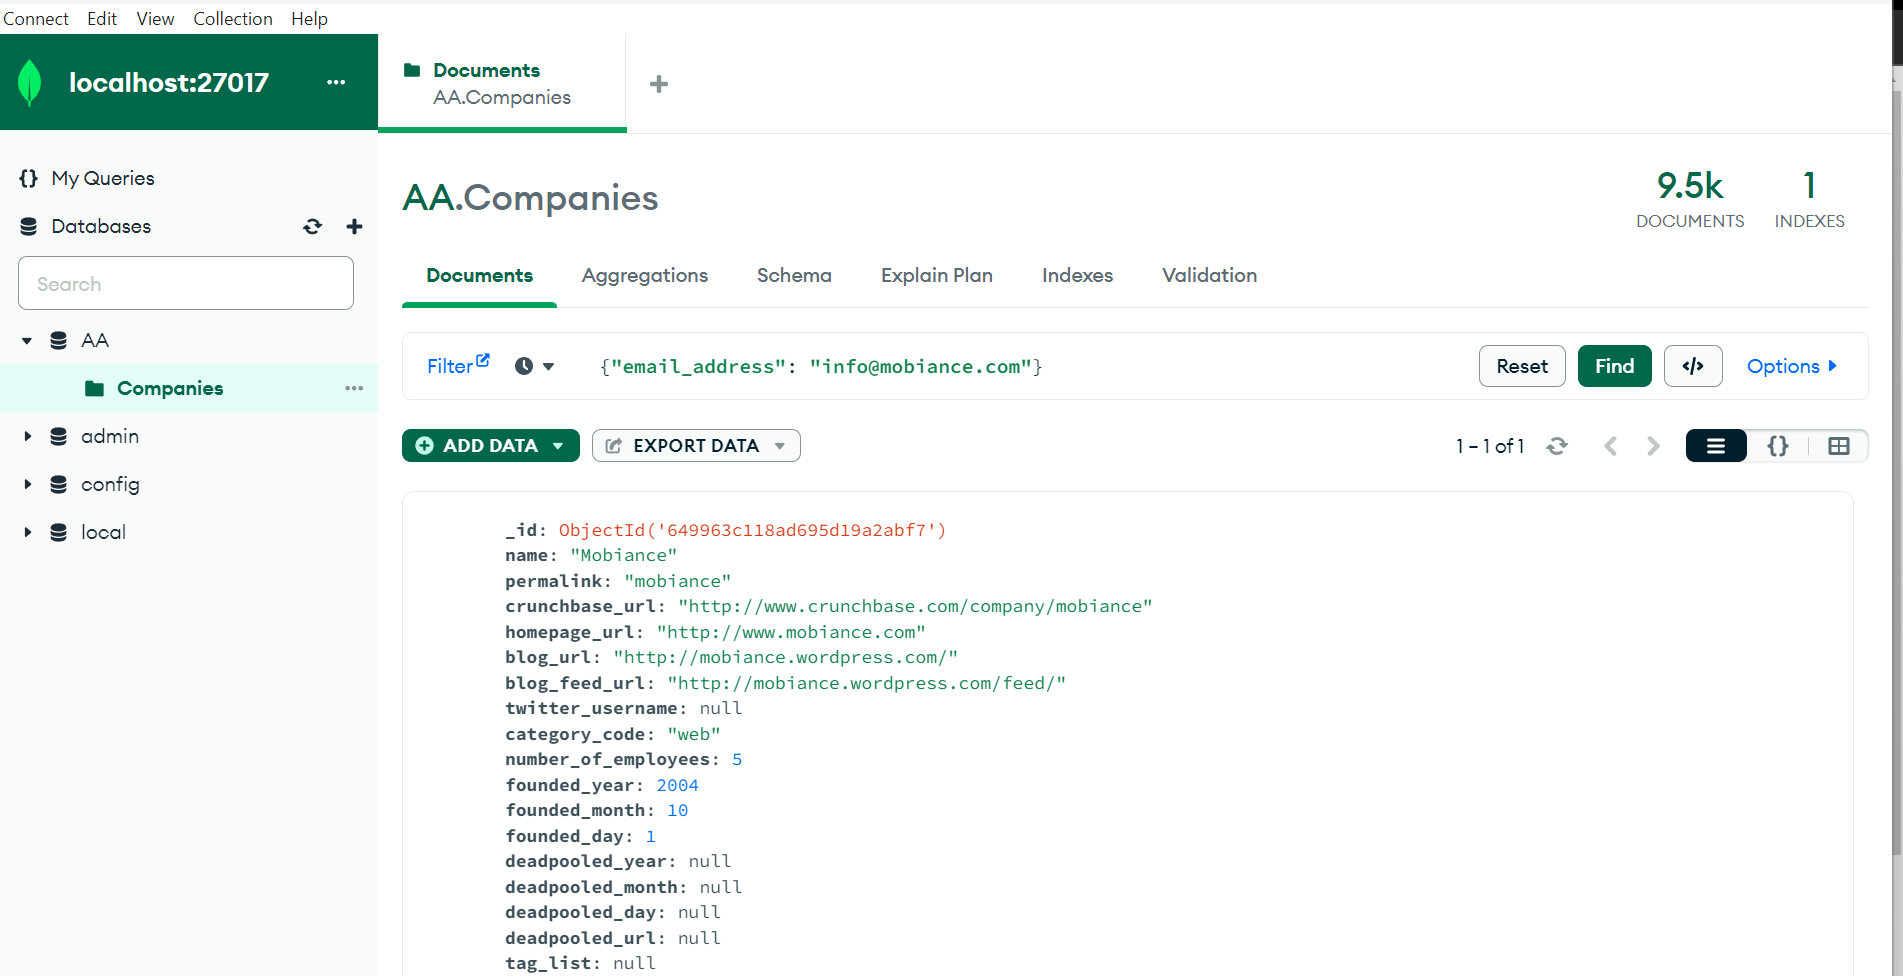 Connect Edit View Collection Help
localhost:27017
Documents
AA.Companies
My Queries
Databases
Search
AA
Companies
admin
config
local
AA.Companies
9.5k
DOCUMENTS
1
INDEXES
Documents Aggregations Schema Explain Plan Indexes Validation
Filter {"email_address": "info@mobiance.com"} Reset Find </> Options
ADD DATA EXPORT DATA 1 – 1 of 1 {}
_id: ObjectId('649963c118ad695d19a2abf7')
name: "Mobiance"
permalink: "mobiance"
crunchbase_url: "http://www.crunchbase.com/company/mobiance"
homepage_url: "http://www.mobiance.com"
blog_url: "http://mobiance.wordpress.com/"
blog_feed_url: "http://mobiance.wordpress.com/feed/"
twitter_username: null
category_code: "web"
number_of_employees: 5
founded_year: 2004
founded_month: 10
founded_day: 1
deadpooled_year: null
deadpooled_month: null
deadpooled_day: null
deadpooled_url: null
tag_list: null